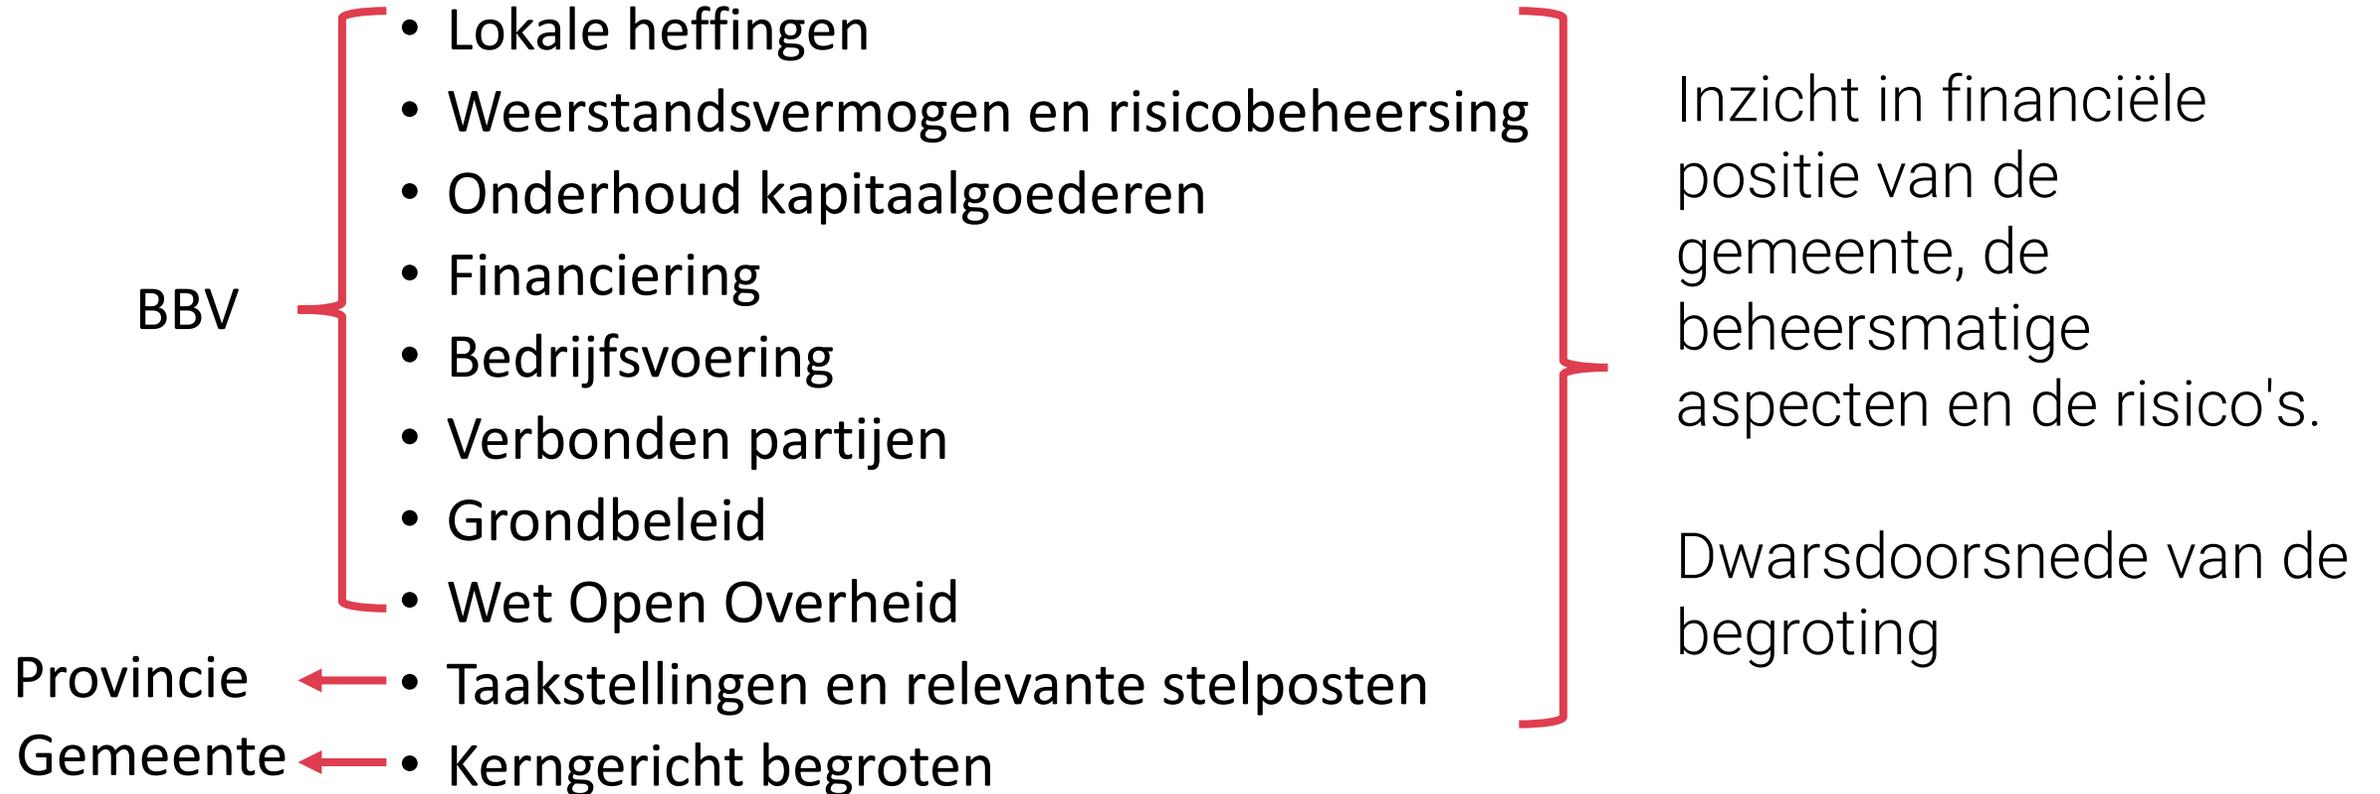 BBV
Provincie
Gemeente
• Lokale heffingen
• Weerstandsvermogen en risicobeheersing
• Onderhoud kapitaalgoederen
• Financiering
• Bedrijfsvoering
• Verbonden partijen
• Grondbeleid
• Wet Open Overheid
• Taakstellingen en relevante stelposten
• Kerngericht begroten
Inzicht in financiële
positie van de
gemeente, de
beheersmatige
aspecten en de risico's.
Dwarsdoorsnede van de
begroting